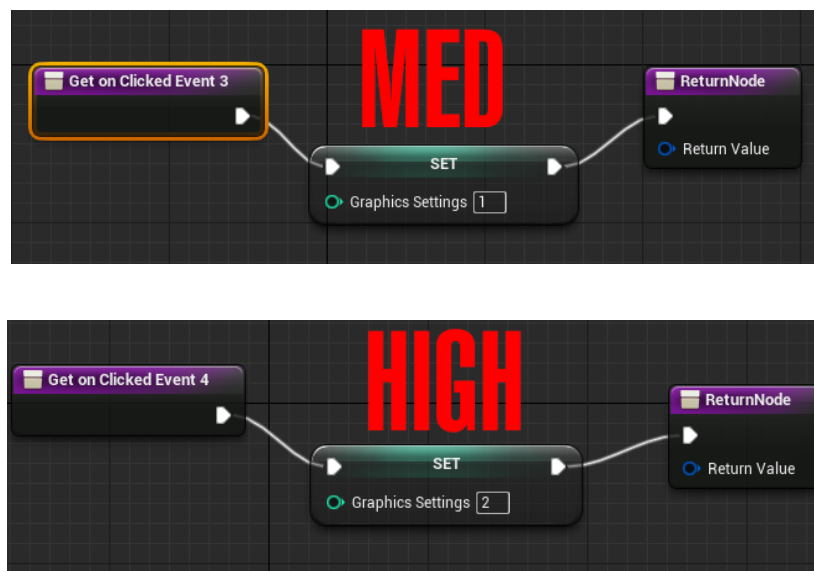 MED
Get on Clicked Event 3
ReturnNode
SET
Return Value
Graphics Settings 1
HIGH
Get on Clicked Event 4
ReturnNode
SET
Return Value
Graphics Settings 2